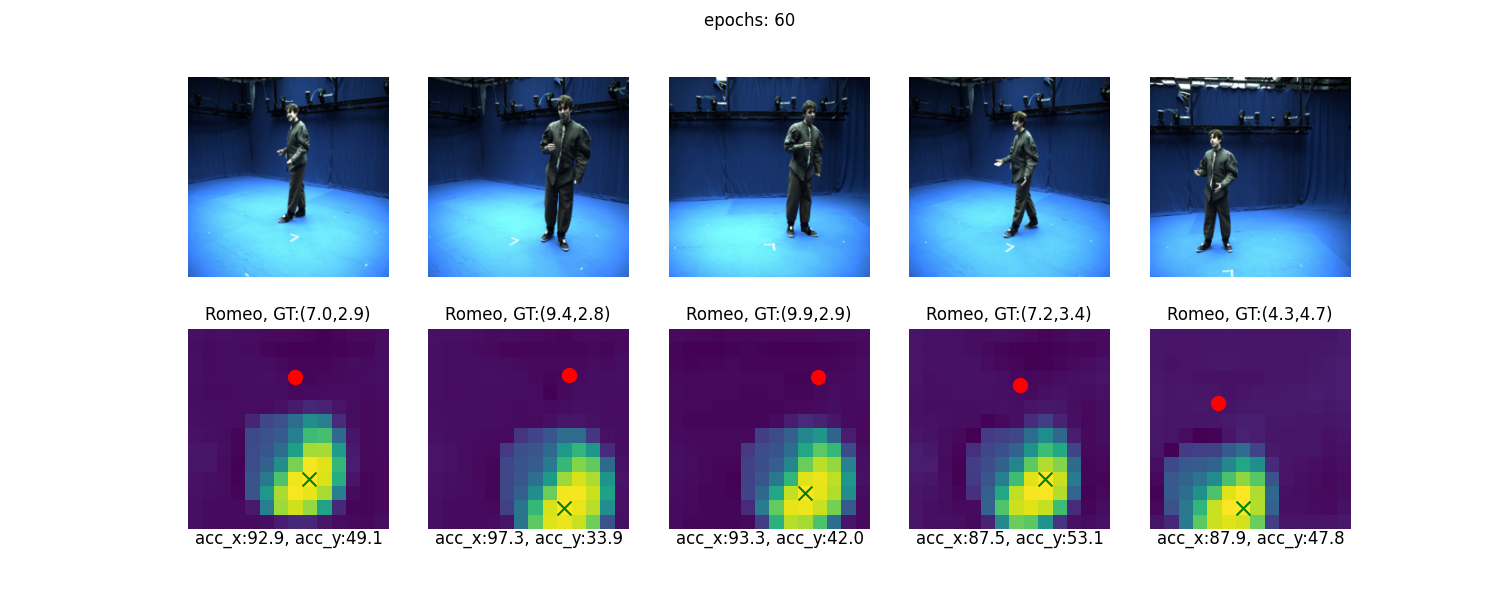 epochs: 60
Romeo, GT:(7.0,2.9)
Romeo, GT:(9.4,2.8)
Romeo, GT:(9.9,2.9)
Romeo, GT:(7.2,3.4)
Romeo, GT:(4.3,4.7)
acc_x:92.9, acc_y:49.1
acc_x:97.3, acc_y:33.9
acc_x:93.3, acc_y:42.0
acc_x:87.5, acc_y:53.1
acc_x:87.9, acc_y:47.8